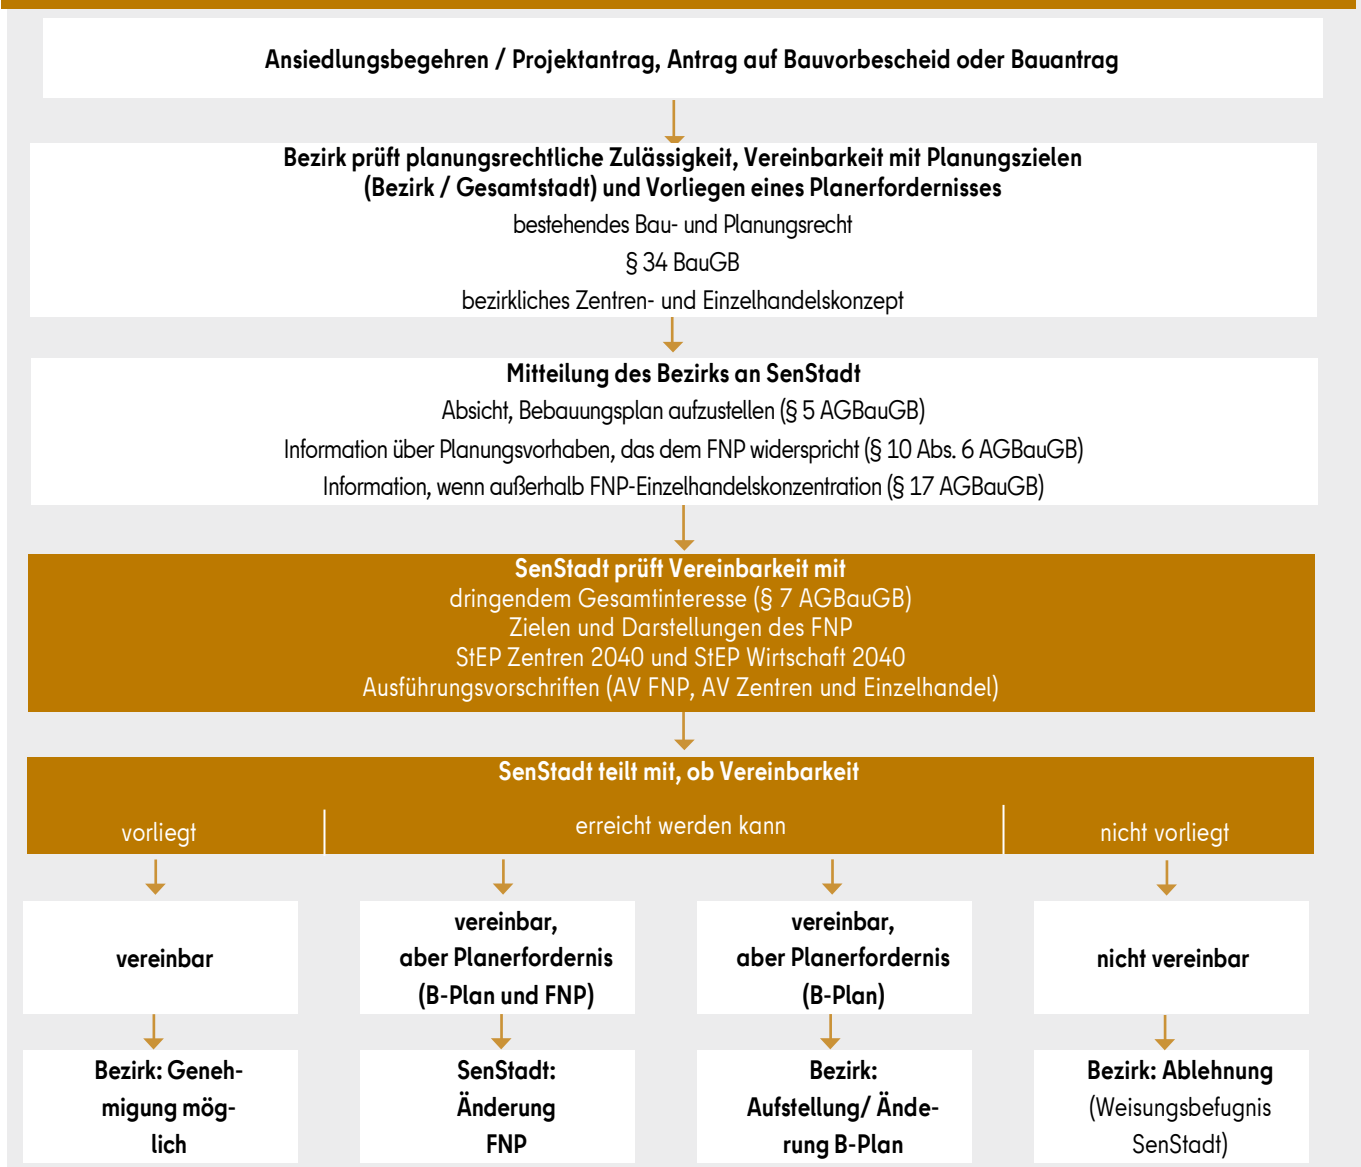 Ansiedlungsbegehren / Projektantrag, Antrag auf Bauvorbescheid oder Bauantrag
Bezirk prüft planungsrechtliche Zulässigkeit, Vereinbarkeit mit Planungszielen
(Bezirk / Gesamtstadt) und Vorliegen eines Planerfordernisses
bestehendes Bau- und Planungsrecht
§ 34 BauGB
bezirkliches Zentren- und Einzelhandelskonzept
Mitteilung des Bezirks an SenStadt
Absicht, Bebauungsplan aufzustellen (§ 5 AGBauGB)
Information über Planungsvorhaben, das dem FNP widerspricht (§ 10 Abs. 6 AGBauGB)
Information, wenn außerhalb FNP-Einzelhandelskonzentration (§ 17 AGBauGB)
SenStadt prüft Vereinbarkeit mit
dringendem Gesamtinteresse (§ 7 AGBauGB)
Zielen und Darstellungen des FNP
StEP Zentren 2040 und StEP Wirtschaft 2040
Ausführungsvorschriften (AV FNP, AV Zentren und Einzelhandel)
SenStadt teilt mit, ob Vereinbarkeit
vorliegt
erreicht werden kann
nicht vorliegt
vereinbar
vereinbar,
aber Planerfordernis
(B-Plan und FNP)
vereinbar,
aber Planerfordernis
(B-Plan)
nicht vereinbar
Bezirk: Geneh-
migung mög-
lich
SenStadt:
Änderung
FNP
Bezirk:
Aufstellung/ Ände-
rung B-Plan
Bezirk: Ablehnung
(Weisungsbefugnis
SenStadt)